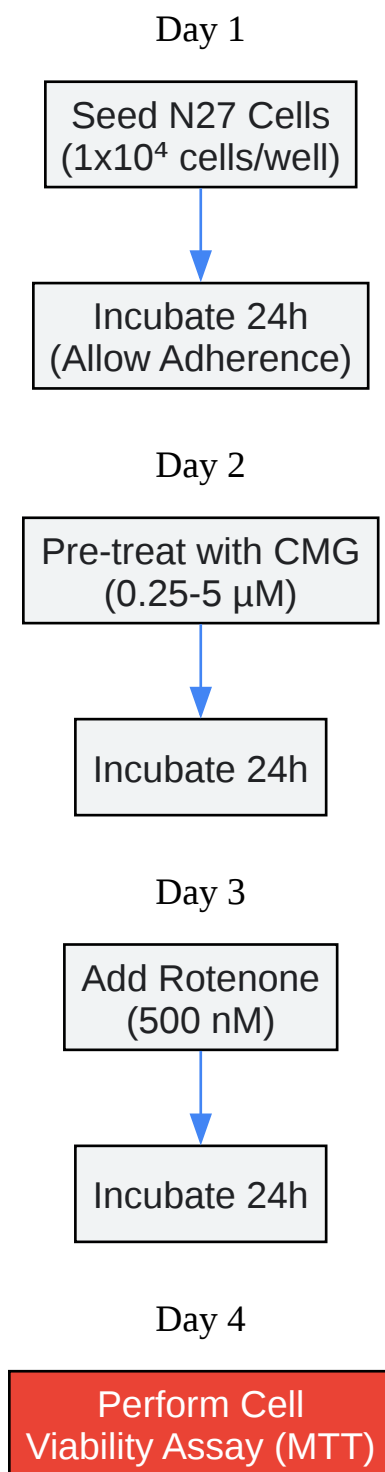 Day 1
Seed N27 Cells
(1x10⁴ cells/well)
Incubate 24h
(Allow Adherence)
Day 2
Pre-treat with CMG
(0.25-5 µM)
Incubate 24h
Day 3
Add Rotenone
(500 nM)
Incubate 24h
Day 4
Perform Cell
Viability Assay (MTT)